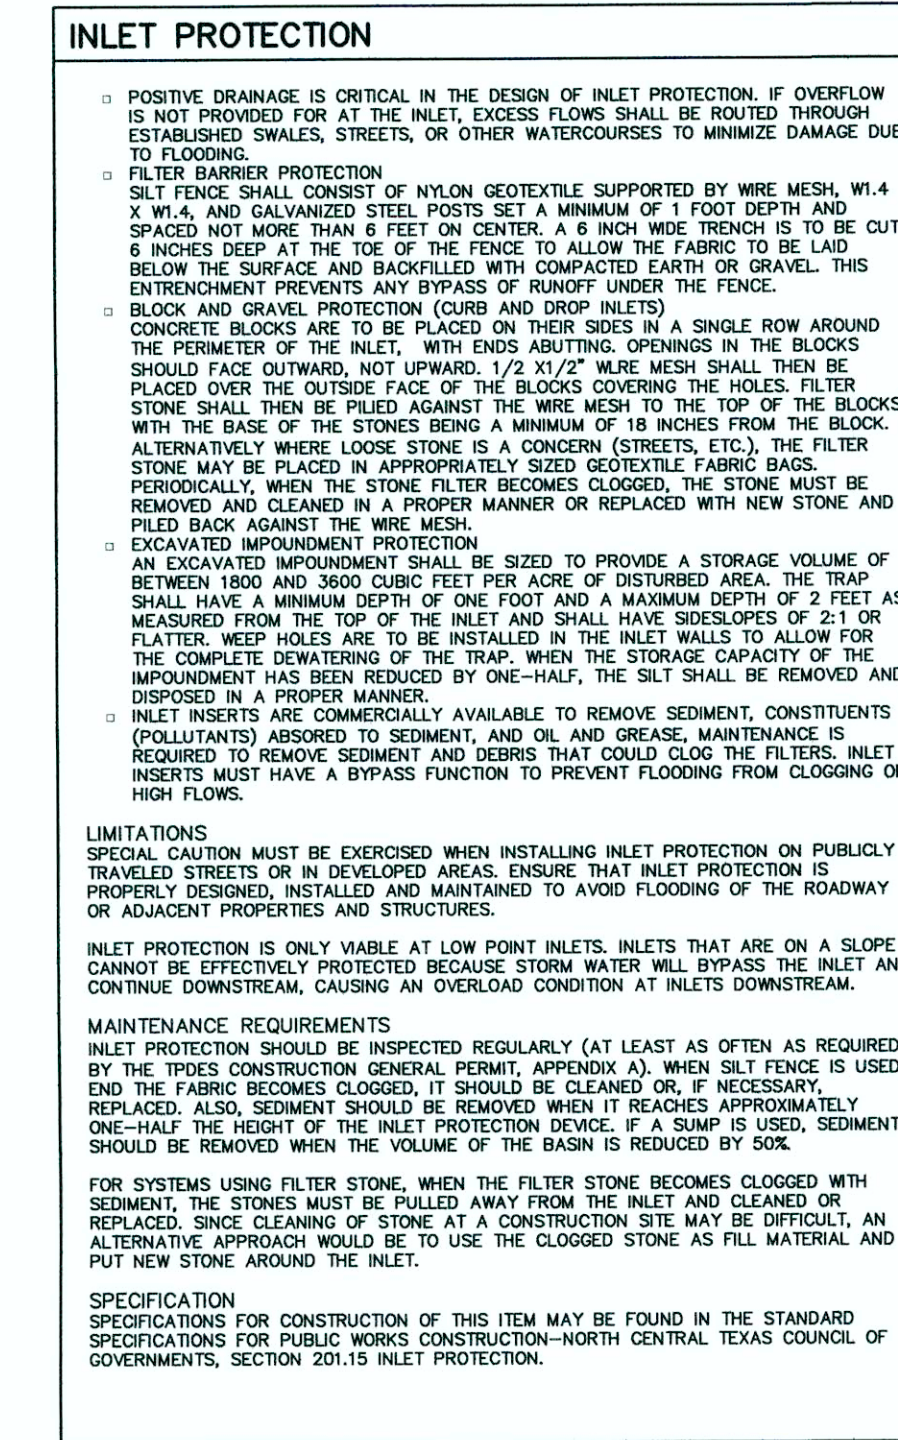 INLET PROTECTION
□ POSITIVE DRAINAGE IS CRITICAL IN THE DESIGN OF INLET PROTECTION. IF OVERFLOW
IS NOT PROVIDED FOR AT THE INLET, EXCESS FLOWS SHALL BE ROUTED THROUGH
ESTABLISHED SWALES, STREETS, OR OTHER WATERCOURSES TO MINIMIZE DAMAGE DUE
TO FLOODING.
□ FILTER BARRIER PROTECTION
SILT FENCE SHALL CONSIST OF NYLON GEOTEXTILE SUPPORTED BY WIRE MESH, W1.4
X W1.4, AND GALVANIZED STEEL POSTS SET A MINIMUM OF 1 FOOT DEPTH AND
SPACED NOT MORE THAN 6 FEET ON CENTER. A 6 INCH WIDE TRENCH IS TO BE CUT
6 INCHES DEEP AT THE TOE OF THE FENCE TO ALLOW THE FABRIC TO BE LAID
BELOW THE SURFACE AND BACKFILLED WITH COMPACTED EARTH OR GRAVEL. THIS
ENTRENCHMENT PREVENTS ANY BYPASS OF RUNOFF UNDER THE FENCE.
□ BLOCK AND GRAVEL PROTECTION (CURB AND DROP INLETS)
CONCRETE BLOCKS ARE TO BE PLACED ON THEIR SIDES IN A SINGLE ROW AROUND
THE PERIMETER OF THE INLET, WITH ENDS ABUTTING. OPENINGS IN THE BLOCKS
SHOULD FACE OUTWARD, NOT UPWARD. 1/2 X1/2" WLRE MESH SHALL THEN BE
PLACED OVER THE OUTSIDE FACE OF THE BLOCKS COVERING THE HOLES. FILTER
STONE SHALL THEN BE PILIED AGAINST THE WIRE MESH TO THE TOP OF THE BLOCKS
WITH THE BASE OF THE STONES BEING A MINIMUM OF 18 INCHES FROM THE BLOCK.
ALTERNATIVELY WHERE LOOSE STONE IS A CONCERN (STREETS, ETC.), THE FILTER
STONE MAY BE PLACED IN APPROPRIATELY SIZED GEOTEXTILE FABRIC BAGS.
PERIODICALLY, WHEN THE STONE FILTER BECOMES CLOGGED, THE STONE MUST BE
REMOVED AND CLEANED IN A PROPER MANNER OR REPLACED WITH NEW STONE AND
PILED BACK AGAINST THE WIRE MESH.
□ EXCAVATED IMPOUNDMENT PROTECTION
AN EXCAVATED IMPOUNDMENT SHALL BE SIZED TO PROVIDE A STORAGE VOLUME OF
BETWEEN 1800 AND 3600 CUBIC FEET PER ACRE OF DISTURBED AREA. THE TRAP
SHALL HAVE A MINIMUM DEPTH OF ONE FOOT AND A MAXIMUM DEPTH OF 2 FEET AS
MEASURED FROM THE TOP OF THE INLET AND SHALL HAVE SIDESLOPES OF 2:1 OR
FLATTER. WEEP HOLES ARE TO BE INSTALLED IN THE INLET WALLS TO ALLOW FOR
THE COMPLETE DEWATERING OF THE TRAP. WHEN THE STORAGE CAPACITY OF THE
IMPOUNDMENT HAS BEEN REDUCED BY ONE-HALF, THE SILT SHALL BE REMOVED AND
DISPOSED IN A PROPER MANNER.
□ INLET INSERTS ARE COMMERCIALLY AVAILABLE TO REMOVE SEDIMENT, CONSTITUENTS
(POLLUTANTS) ABSORED TO SEDIMENT, AND OIL AND GREASE, MAINTENANCE IS
REQUIRED TO REMOVE SEDIMENT AND DEBRIS THAT COULD CLOG THE FILTERS. INLET
INSERTS MUST HAVE A BYPASS FUNCTION TO PREVENT FLOODING FROM CLOGGING OR
HIGH FLOWS.
LIMITATIONS
SPECIAL CAUTION MUST BE EXERCISED WHEN INSTALLING INLET PROTECTION ON PUBLICLY
TRAVELED STREETS OR IN DEVELOPED AREAS. ENSURE THAT INLET PROTECTION IS
PROPERLY DESIGNED, INSTALLED AND MAINTAINED TO AVOID FLOODING OF THE ROADWAY
OR ADJACENT PROPERTIES AND STRUCTURES.
INLET PROTECTION IS ONLY VIABLE AT LOW POINT INLETS. INLETS THAT ARE ON A SLOPE
CANNOT BE EFFECTIVELY PROTECTED BECAUSE STORM WATER WILL BYPASS THE INLET AN
CONTINUE DOWNSTREAM, CAUSING AN OVERLOAD CONDITION AT INLETS DOWNSTREAM.
MAINTENANCE REQUIREMENTS
INLET PROTECTION SHOULD BE INSPECTED REGULARLY (AT LEAST AS OFTEN AS REQUIRED
BY THE TPDES CONSTRUCTION GENERAL PERMIT, APPENDIX A). WHEN SILT FENCE IS USED
END THE FABRIC BECOMES CLOGGED, IT SHOULD BE CLEANED OR, IF NECESSARY,
REPLACED. ALSO, SEDIMENT SHOULD BE REMOVED WHEN IT REACHES APPROXIMATELY
ONE-HALF THE HEIGHT OF THE INLET PROTECTION DEVICE. IF A SUMP IS USED, SEDIMENT
SHOULD BE REMOVED WHEN THE VOLUME OF THE BASIN IS REDUCED BY 50%.
FOR SYSTEMS USING FILTER STONE, WHEN THE FILTER STONE BECOMES CLOGGED WITH
SEDIMENT, THE STONES MUST BE PULLED AWAY FROM THE INLET AND CLEANED OR
REPLACED. SINCE CLEANING OF STONE AT A CONSTRUCTION SITE MAY BE DIFFICULT, AN
ALTERNATIVE APPROACH WOULD BE TO USE THE CLOGGED STONE AS FILL MATERIAL AND
PUT NEW STONE AROUND THE INLET.
SPECIFICATION
SPECIFICATIONS FOR CONSTRUCTION OF THIS ITEM MAY BE FOUND IN THE STANDARD
SPECIFICATIONS FOR PUBLIC WORKS CONSTRUCTION-NORTH CENTRAL TEXAS COUNCIL OF
GOVERNMENTS, SECTION 201.15 INLET PROTECTION.